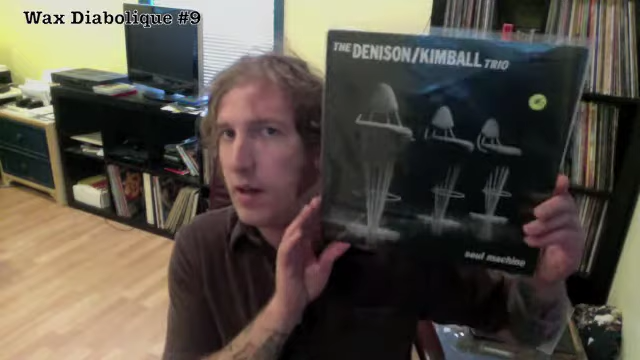 Wax Diabolique #9
THE DENISON/KIMBALL TRIO
soul machine